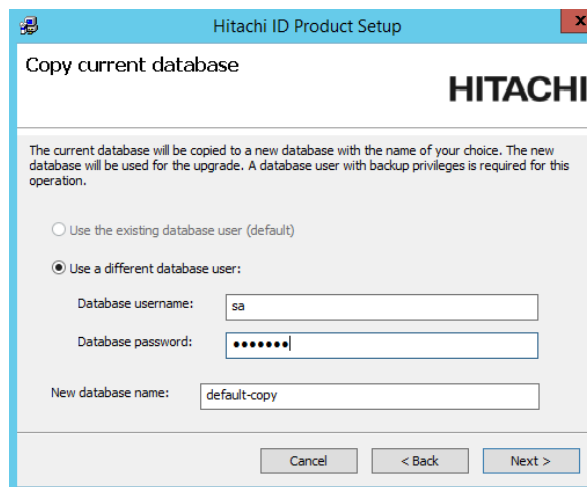 Hitachi ID Product Setup
x
Copy current database
HITACHI
The current database will be copied to a new database with the name of your choice. The new
database will be used for the upgrade. A database user with backup privileges is required for this
operation.
Use the existing database user (default)
Use a different database user:
Database username:
sa
Database password:
•••••••
New database name:
default-copy
Cancel
< Back
Next >